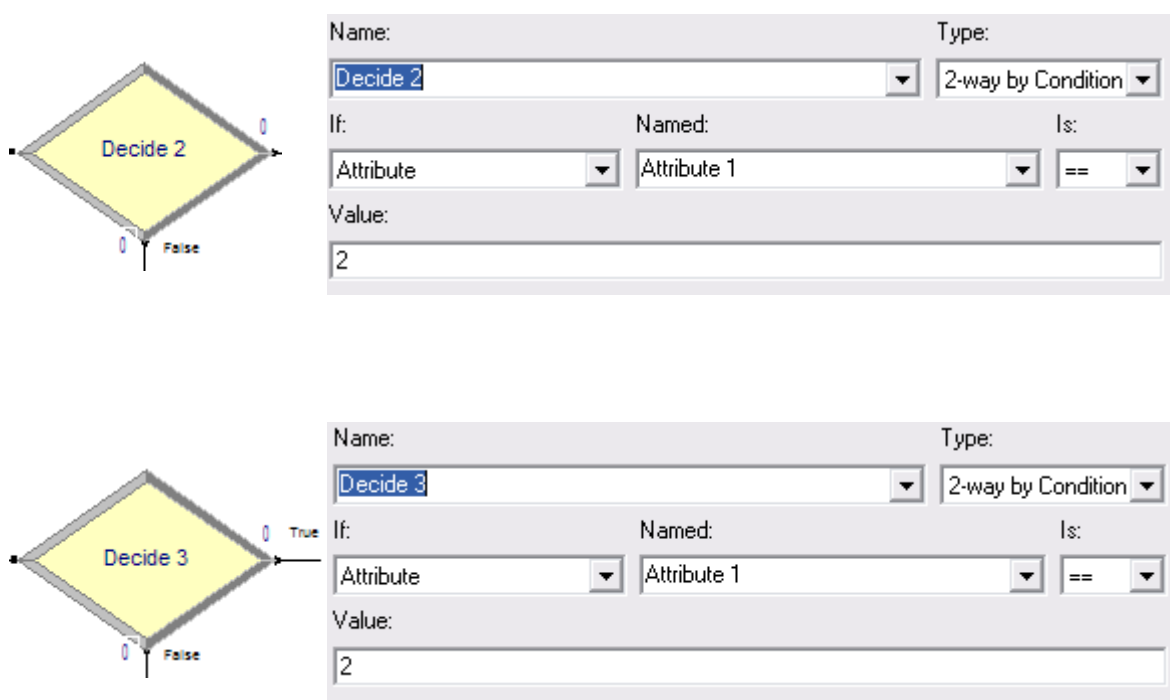 Name: Type:
Decide 2 2-way by Condition
0
If: Named: Is:
Decide 2
Attribute Attribute 1 ==
Value:
0 False
2
Name: Type:
Decide 3 2-way by Condition
0 True If: Named: Is:
Decide 3
Attribute Attribute 1 ==
Value:
0 False
2